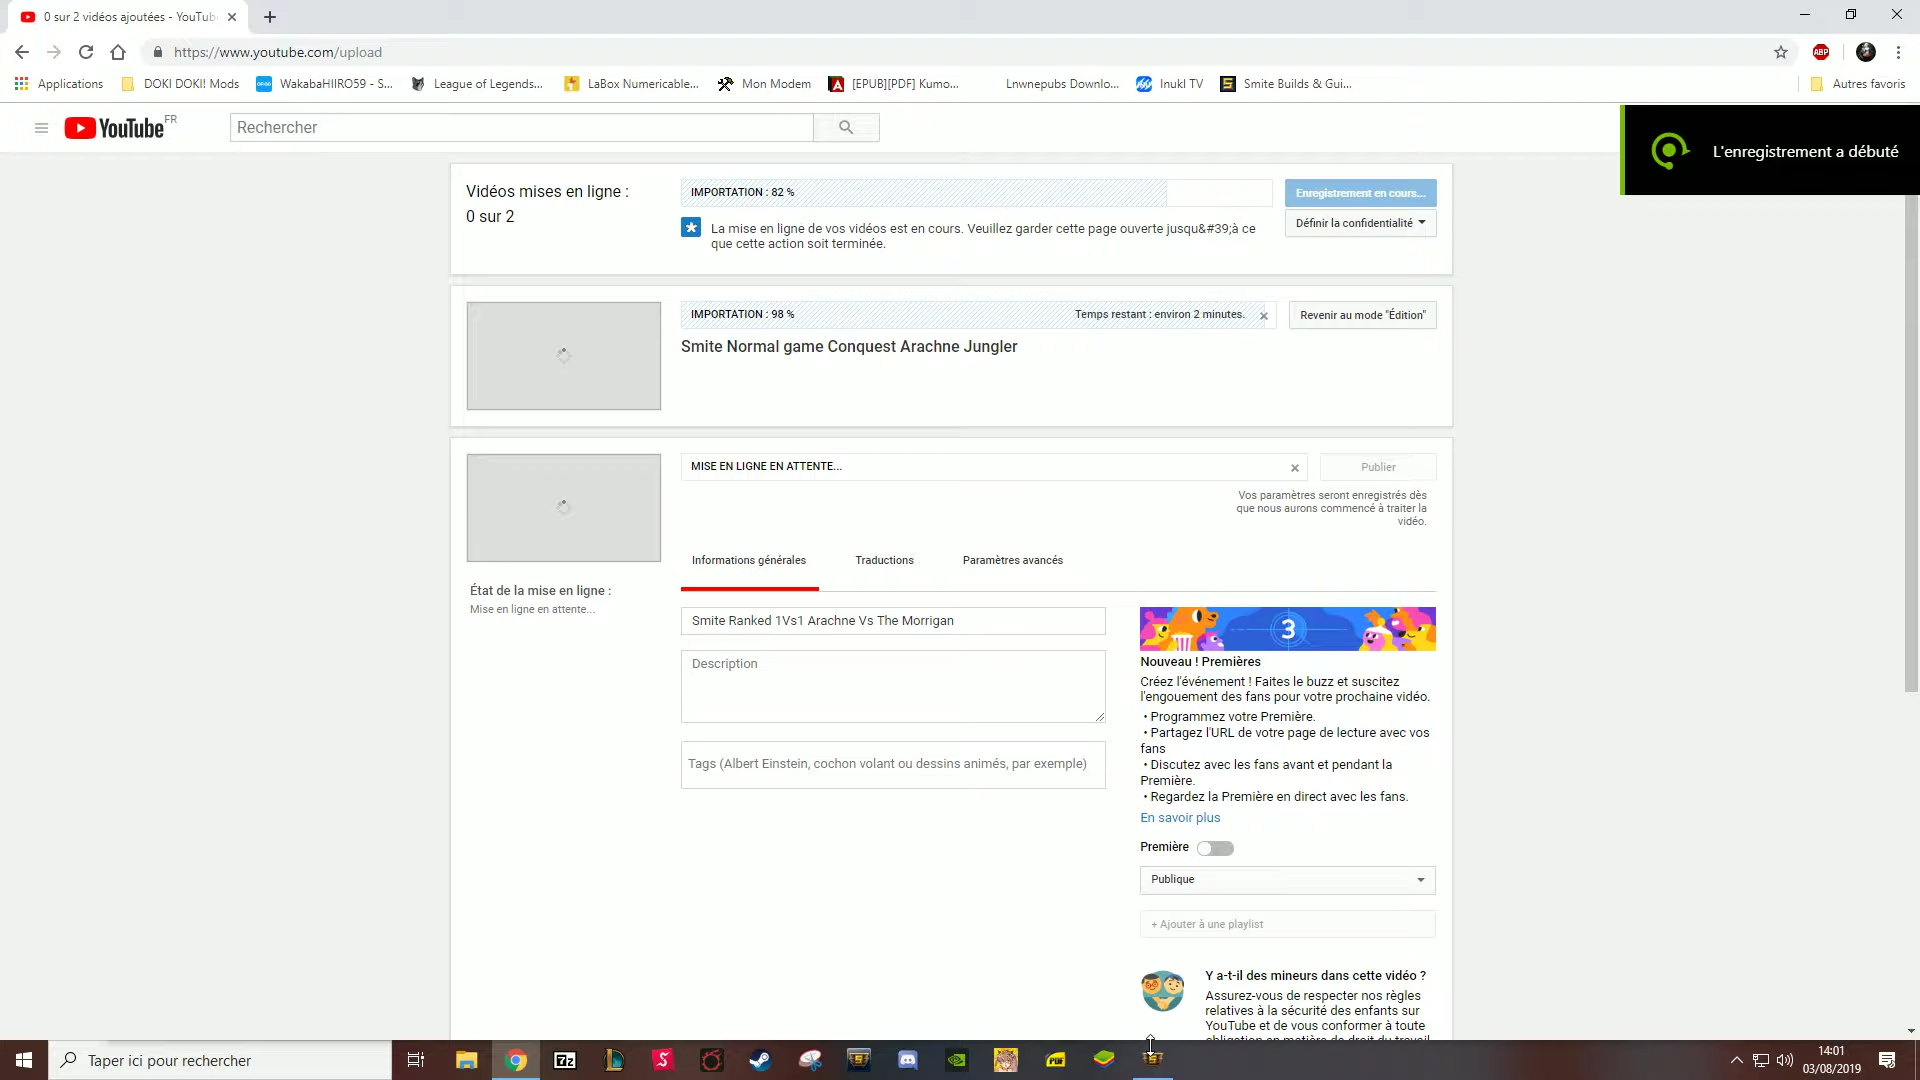 0 sur 2 vidéos ajoutées - YouTub
https://www.youtube.com/upload
ABP
Applications
DOKI DOKI! Mods
WakabaHIIRO59 - S...
League of Legends...
LaBox Numericable...
Mon Modem
[EPUB][PDF] Kumo...
Lnwnepubs Downlo...
Inukl TV
Smite Builds & Gui...
Autres favoris
YouTube FR
Rechercher
L'enregistrement a débuté
Vidéos mises en ligne :
0 sur 2
IMPORTATION : 82 %
Enregistrement en cours...
La mise en ligne de vos vidéos est en cours. Veuillez garder cette page ouverte jusqu&#39;à ce
que cette action soit terminée.
Définir la confidentialité
IMPORTATION : 98 %
Temps restant : environ 2 minutes.
Revenir au mode "Édition"
Smite Normal game Conquest Arachne Jungler
MISE EN LIGNE EN ATTENTE...
Publier
Vos paramètres seront enregistrés dès
que nous aurons commencé à traiter la
vidéo.
Informations générales
Traductions
Paramètres avancés
État de la mise en ligne :
Mise en ligne en attente...
Smite Ranked 1Vs1 Arachne Vs The Morrigan
Description
Tags (Albert Einstein, cochon volant ou dessins animés, par exemple)
3
Nouveau ! Premières
Créez l'événement ! Faites le buzz et suscitez
l'engouement des fans pour votre prochaine vidéo.
• Programmez votre Première.
• Partagez l'URL de votre page de lecture avec vos
fans
• Discutez avec les fans avant et pendant la
Première.
• Regardez la Première en direct avec les fans.
En savoir plus
Première
Publique
+ Ajouter à une playlist
Y a-t-il des mineurs dans cette vidéo ?
Assurez-vous de respecter nos règles
relatives à la sécurité des enfants sur
YouTube et de vous conformer à toute
obligation en matière de droit du travail
Taper ici pour rechercher
7z
PDF
14:01
03/08/2019